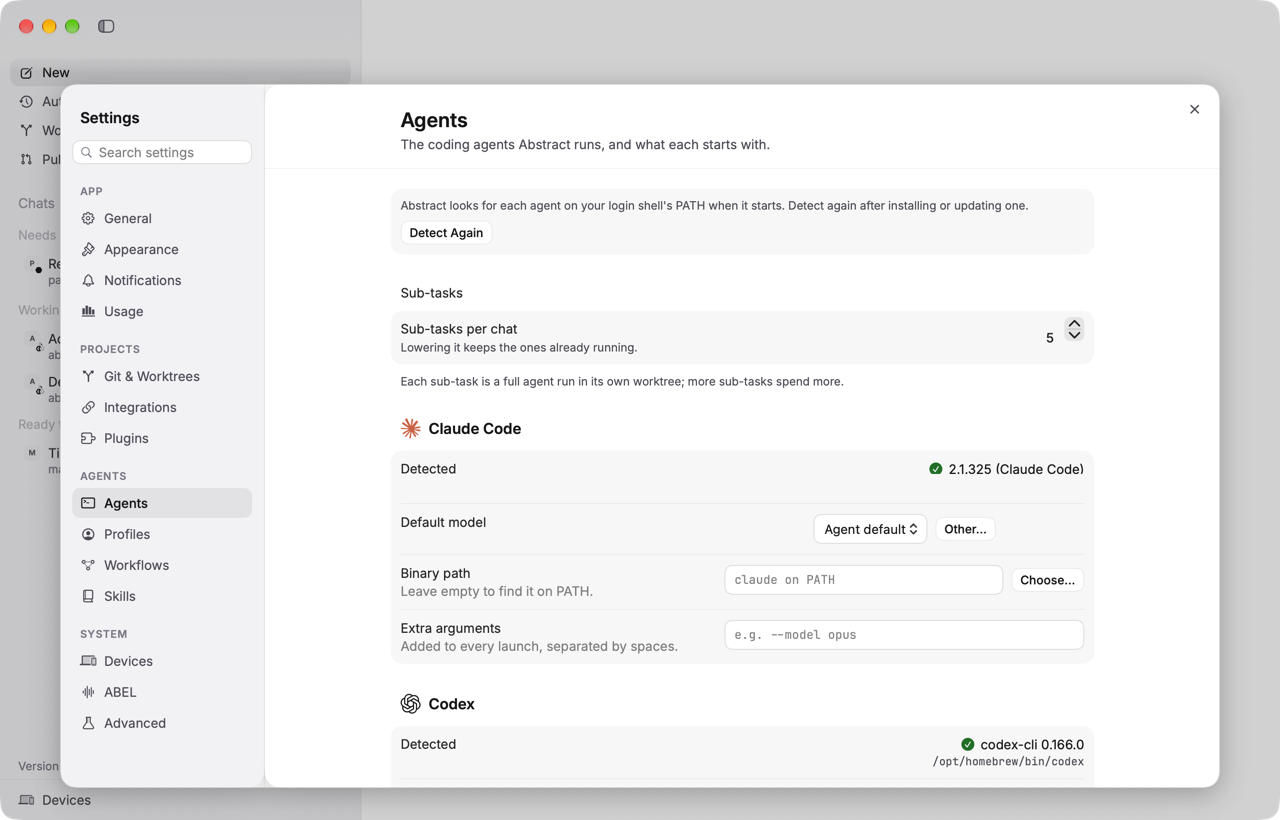 New
Settings
Search settings
APP
General
Appearance
Notifications
Usage
PROJECTS
Git & Worktrees
Integrations
Plugins
AGENTS
Agents
Profiles
Workflows
Skills
SYSTEM
Devices
ABEL
Advanced
Chats
Needs
Ready
Version
Devices
Agents
The coding agents Abstract runs, and what each starts with.
Abstract looks for each agent on your login shell's PATH when it starts. Detect again after installing or updating one.
Detect Again
Sub-tasks
Sub-tasks per chat
5
Lowering it keeps the ones already running.
Each sub-task is a full agent run in its own worktree; more sub-tasks spend more.
Claude Code
Detected
2.1.325 (Claude Code)
Default model
Agent default
Other...
Binary path
Leave empty to find it on PATH.
claude on PATH
Choose...
Extra arguments
Added to every launch, separated by spaces.
e.g. --model opus
Codex
Detected
codex-cli 0.166.0
/opt/homebrew/bin/codex